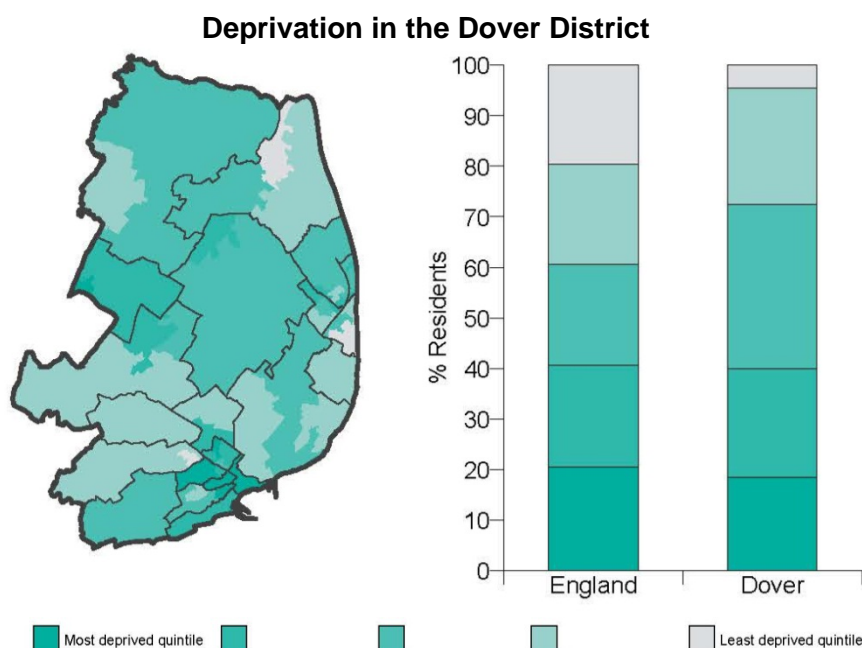 Deprivation in the Dover District
% Residents
100
90
80
70
60
50
40
30
20
10
0
England Dover
Most deprived quintile Least deprived quintile